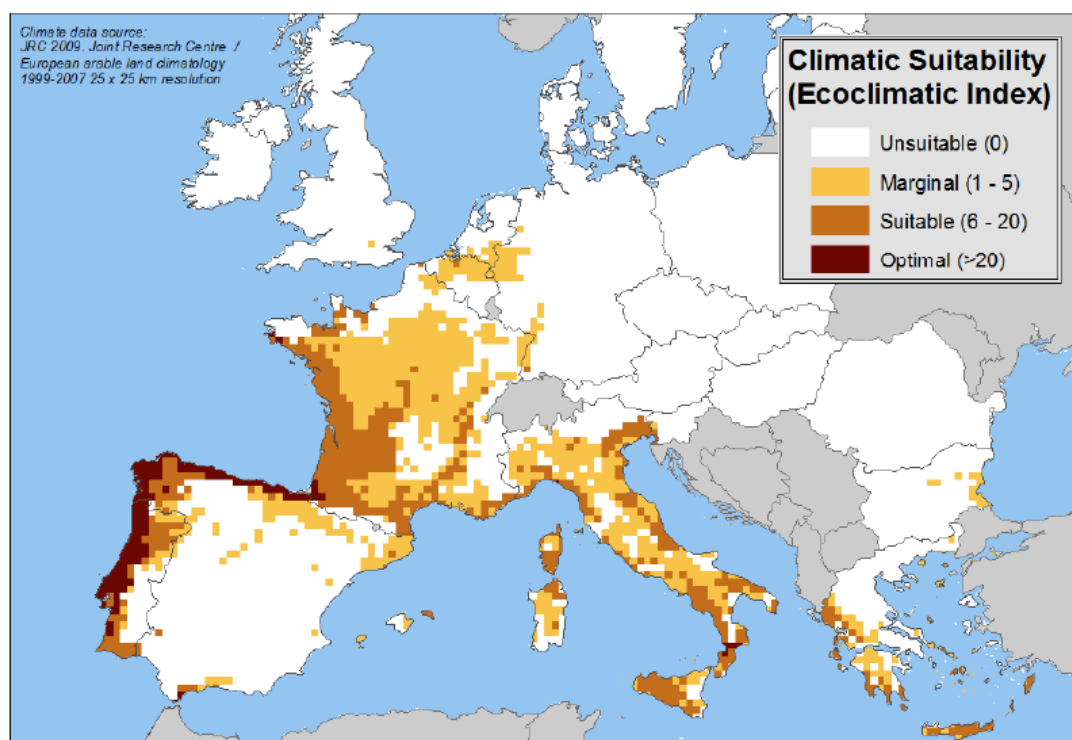 Climate data source:
JRC 2009. Joint Research Centre /
European arable land climatology
1999-2007 25 x 25 km resolution
Climatic Suitability
(Ecoclimatic Index)
Unsuitable (0)
Marginal (1 - 5)
Suitable (6 - 20)
Optimal (>20)